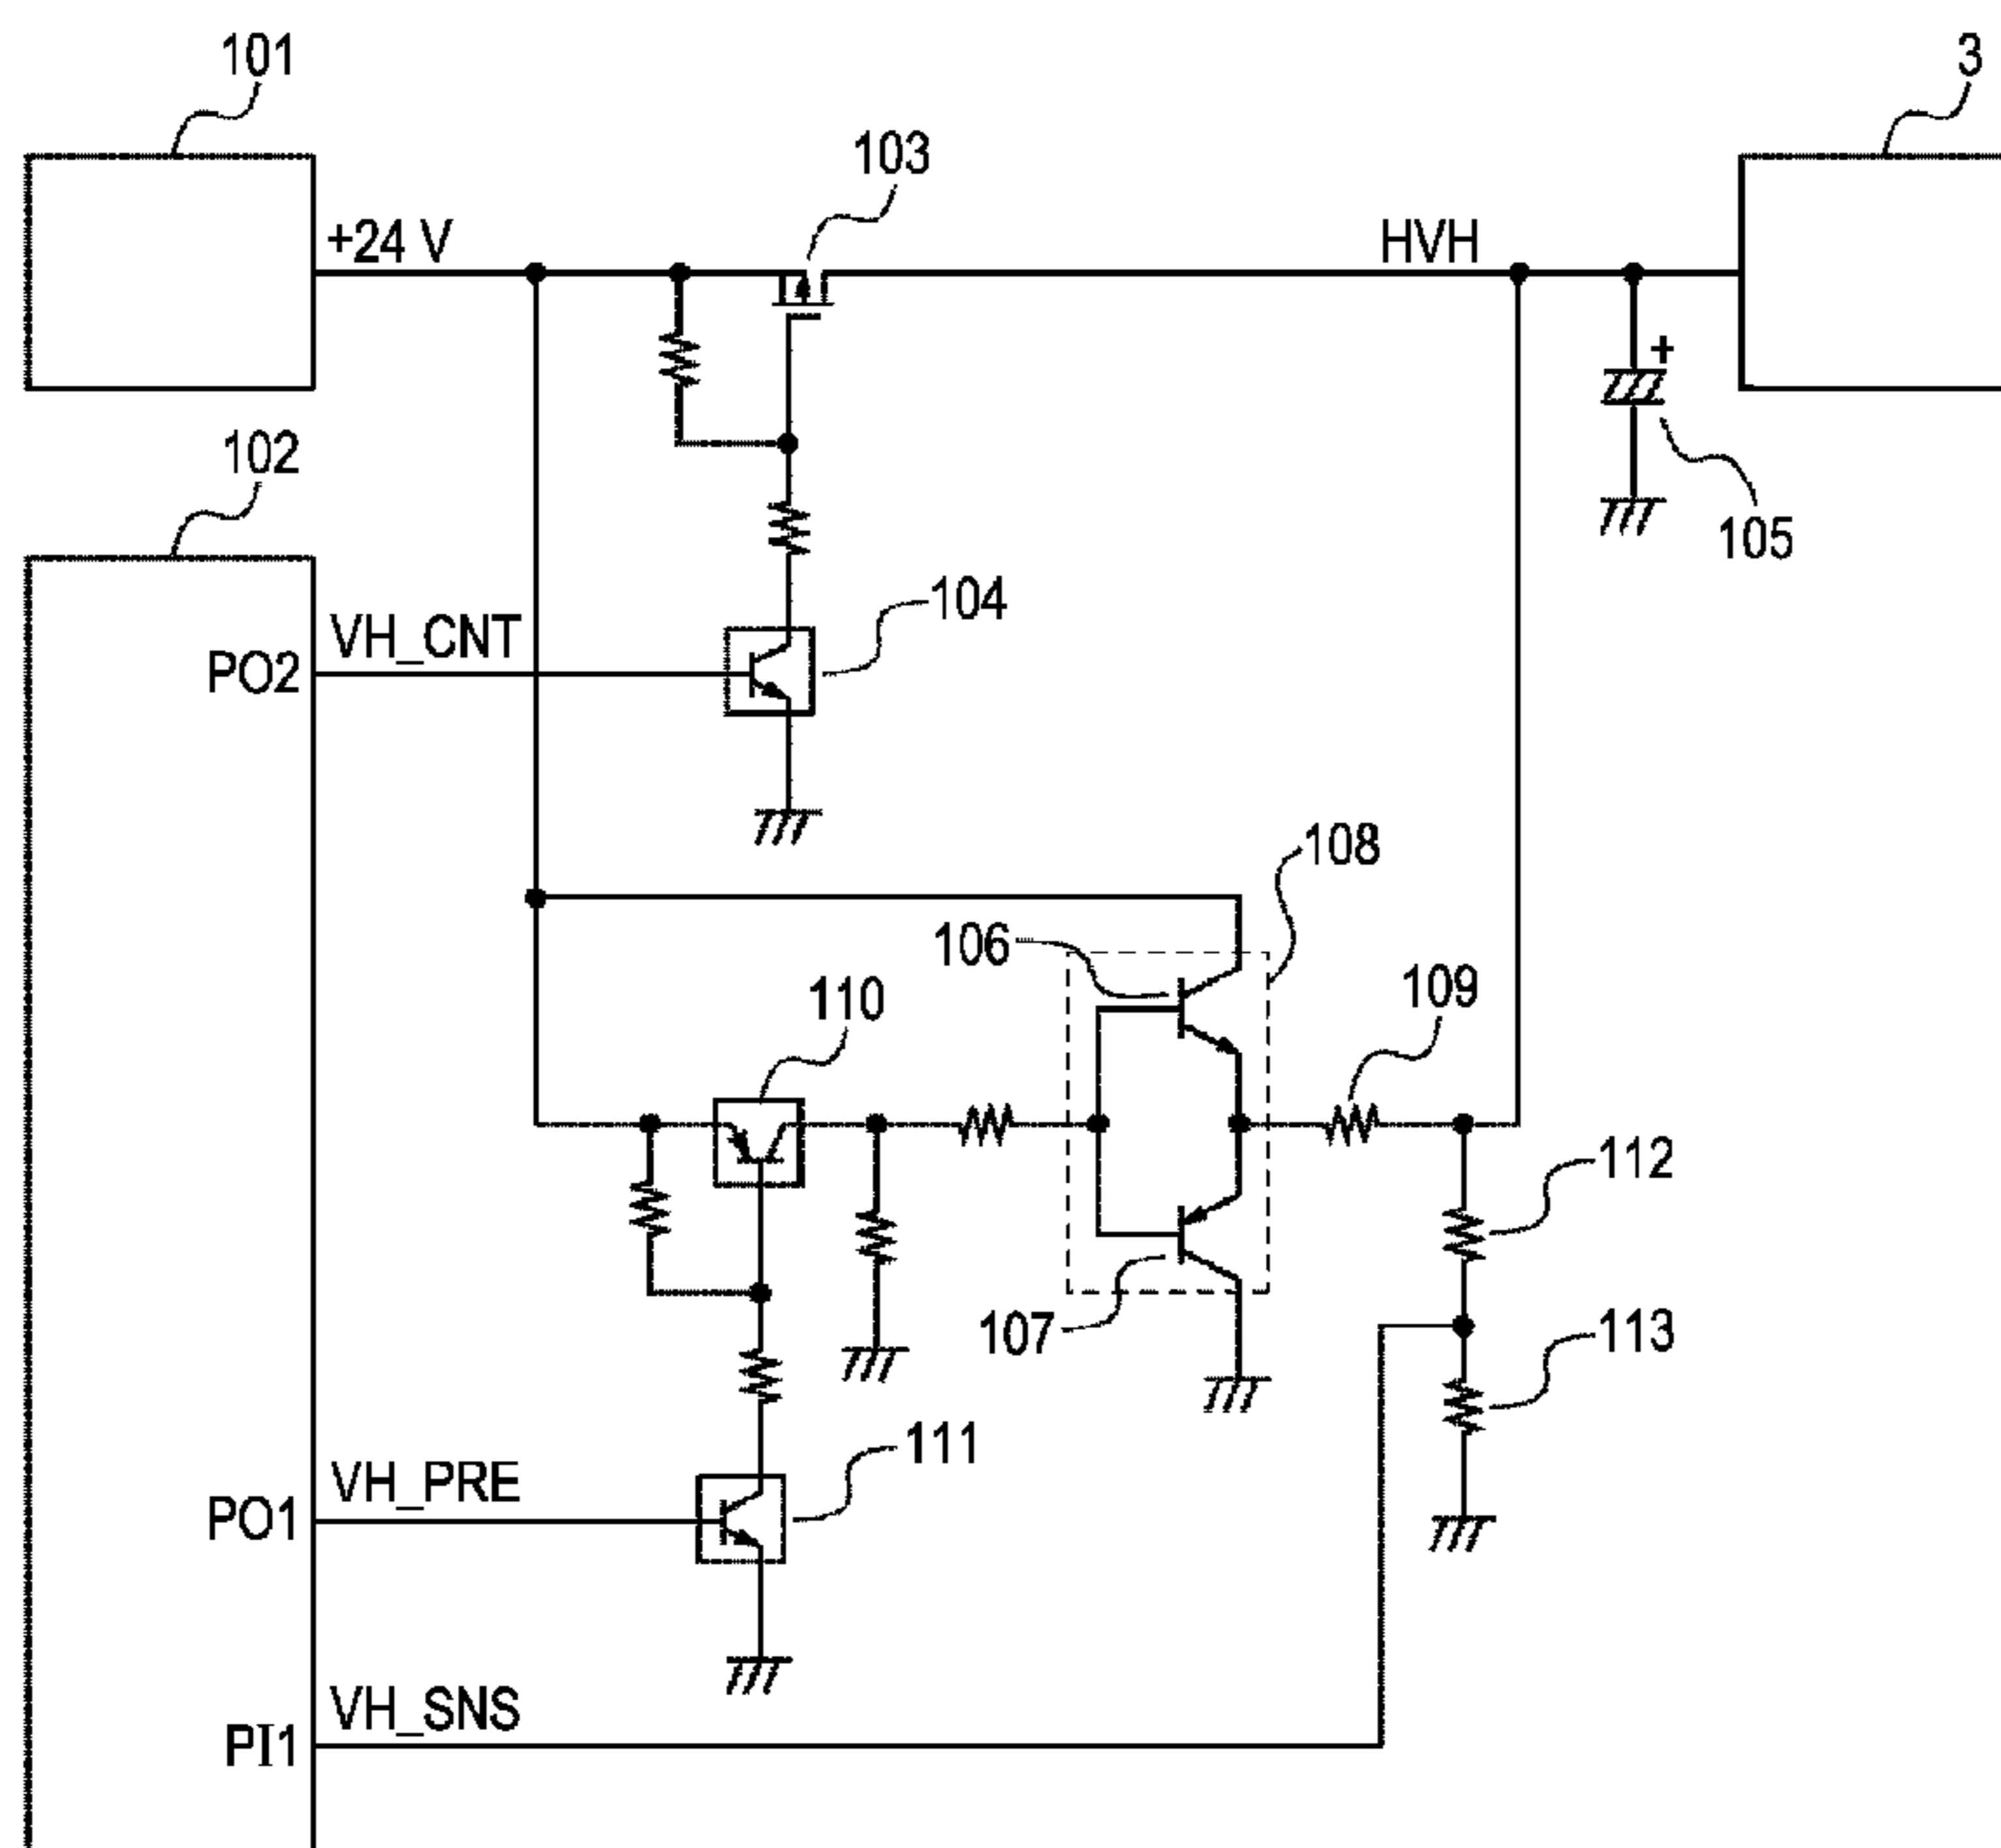 101
3
103
+24 V
HVH
+
102
105
104
VH_CNT
PO2
108
106
109
110
112
107
113
111
VH_PRE
PO1
VH_SNS
PI1